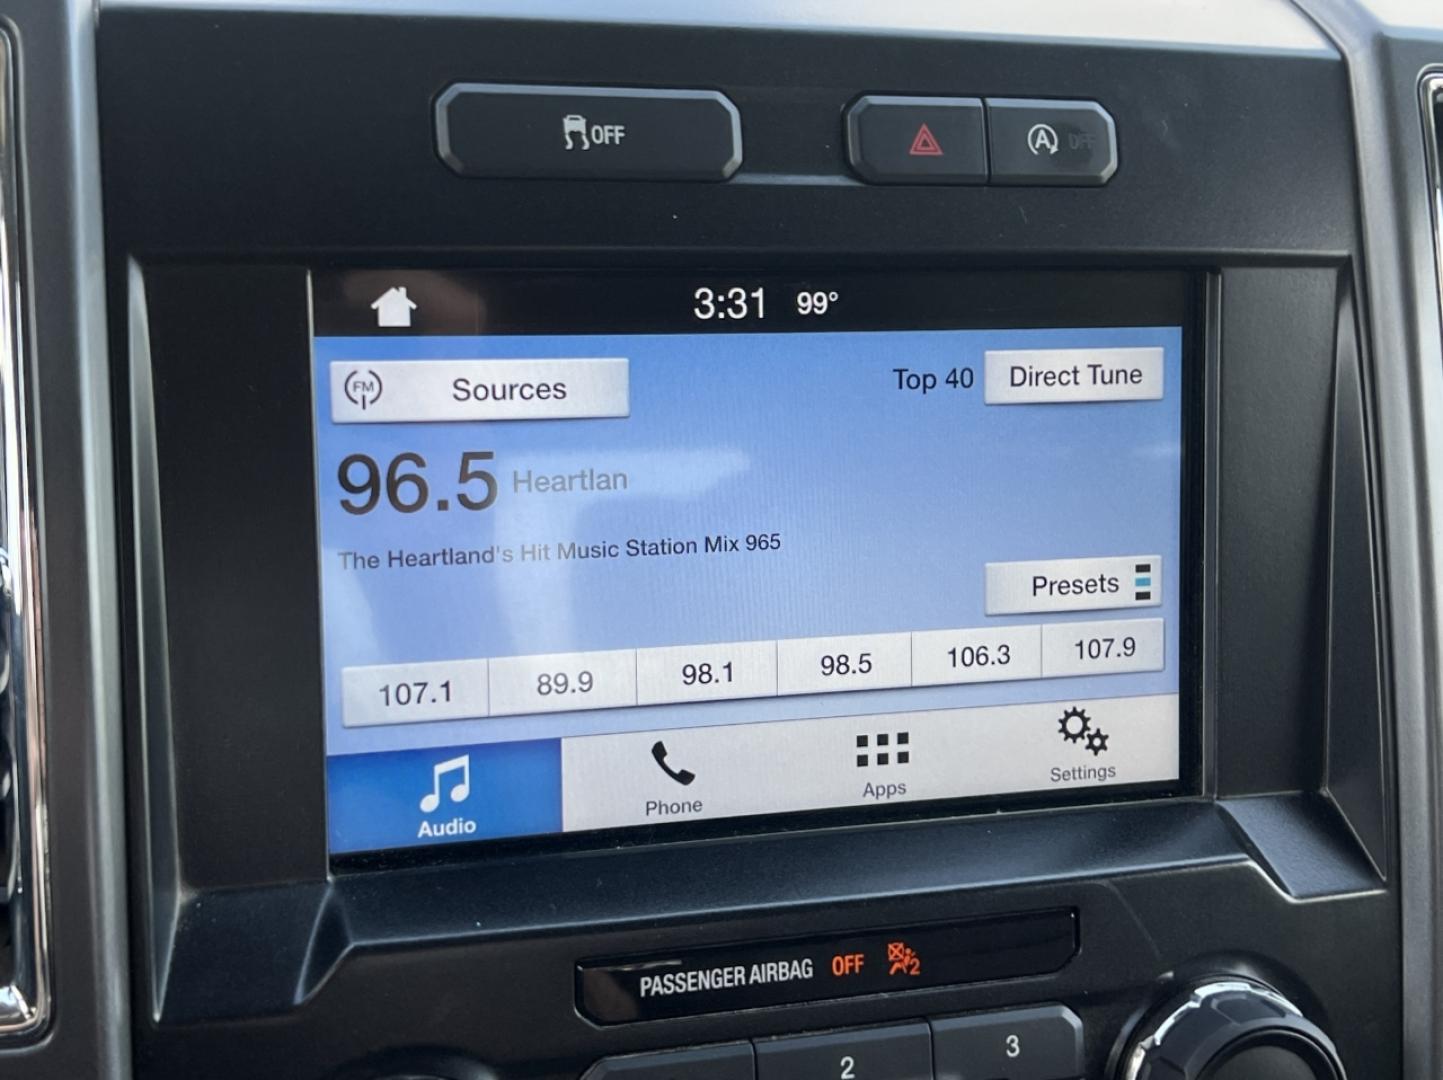 OFF
A OFF
3:31 99°
FM Sources
Top 40 Direct Tune
96.5 Heartlan
The Heartland's Hit Music Station Mix 965
Presets
107.1 89.9 98.1 98.5 106.3 107.9
Audio Phone Apps Settings
PASSENGER AIRBAG OFF 2
2 3